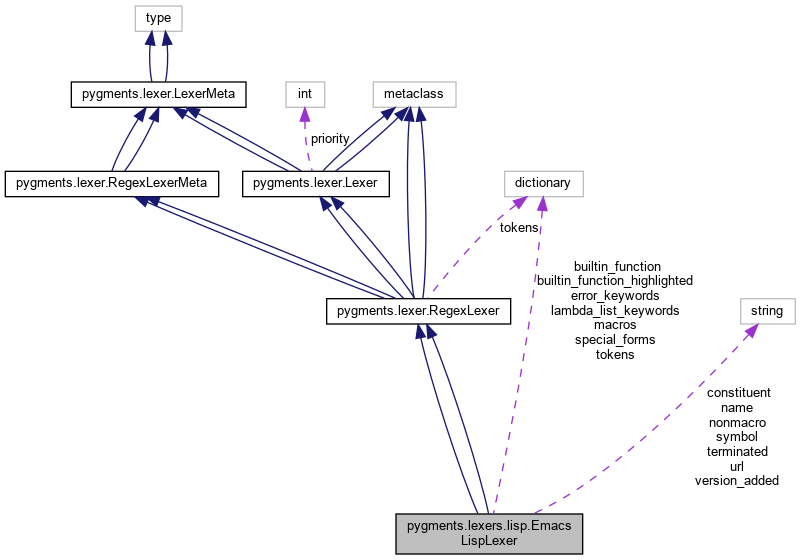 type
pygments.lexer.LexerMeta
int
metaclass
priority
pygments.lexer.RegexLexerMeta
pygments.lexer.Lexer
dictionary
tokens
builtin_function
builtin_function_highlighted
error_keywords
lambda_list_keywords
macros
special_forms
tokens
pygments.lexer.RegexLexer
string
constituent
name
nonmacro
symbol
terminated
url
version_added
pygments.lexers.lisp.Emacs
LispLexer